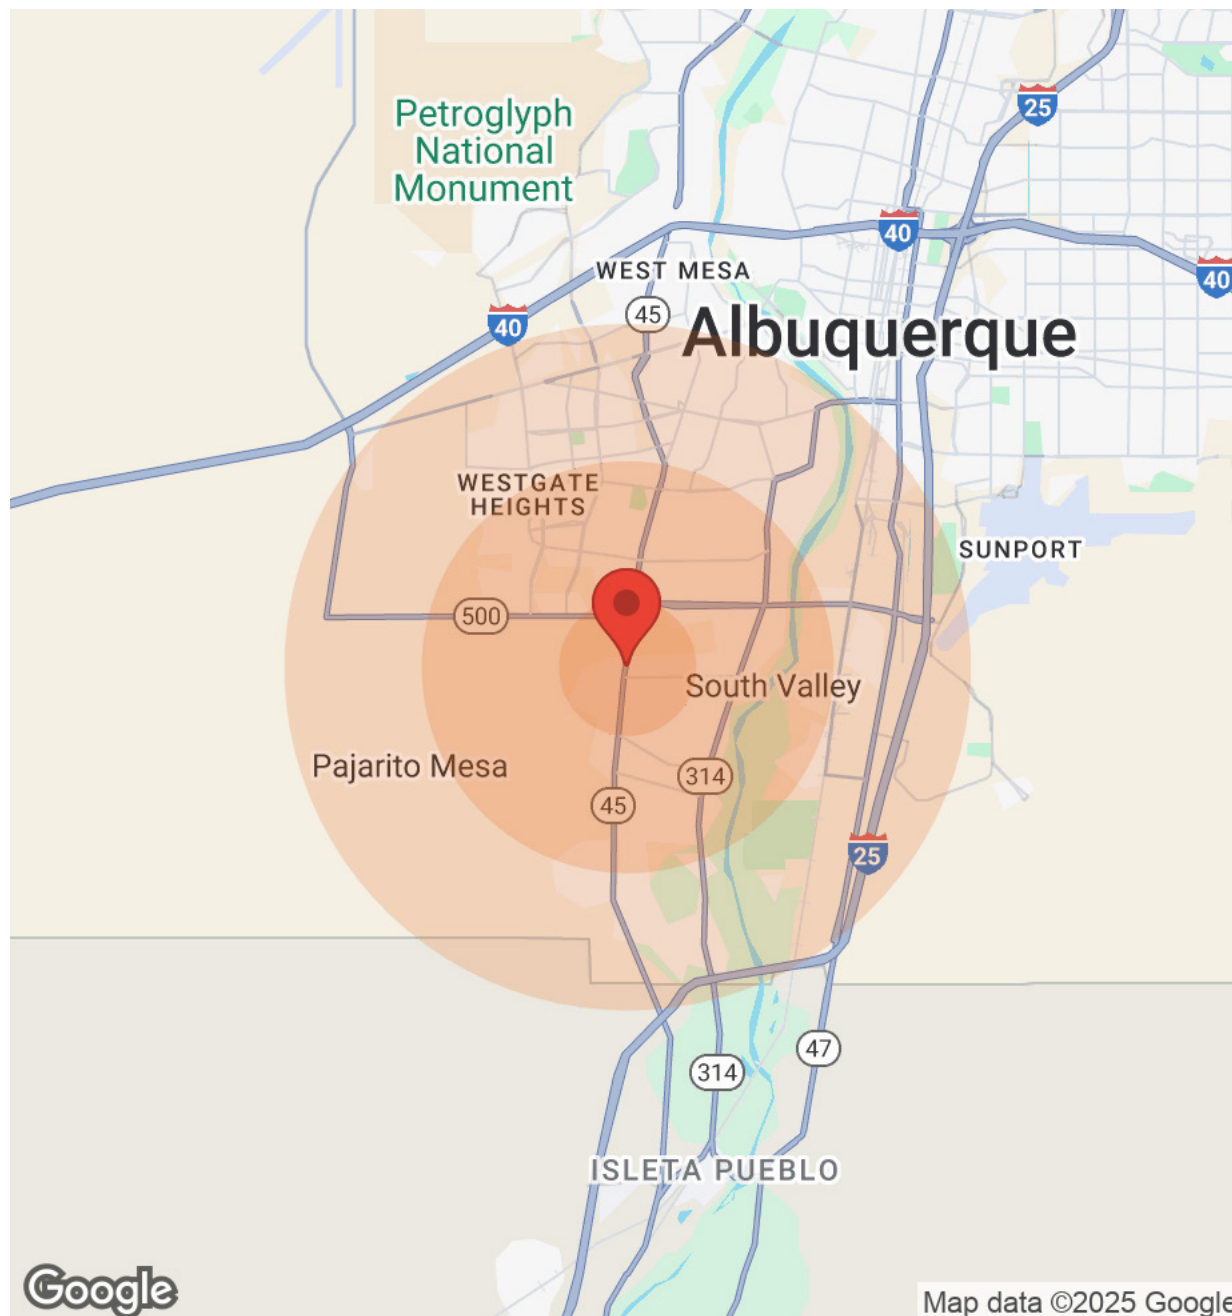 25
Petroglyph
National
Monument
40
40
WEST MESA
45
40
Albuquerque
WESTGATE
HEIGHTS
SUNPORT
500
South Valley
Pajarito Mesa
314
45
25
47
314
ISLETA PUEBLO
Google
Map data ©2025 Google